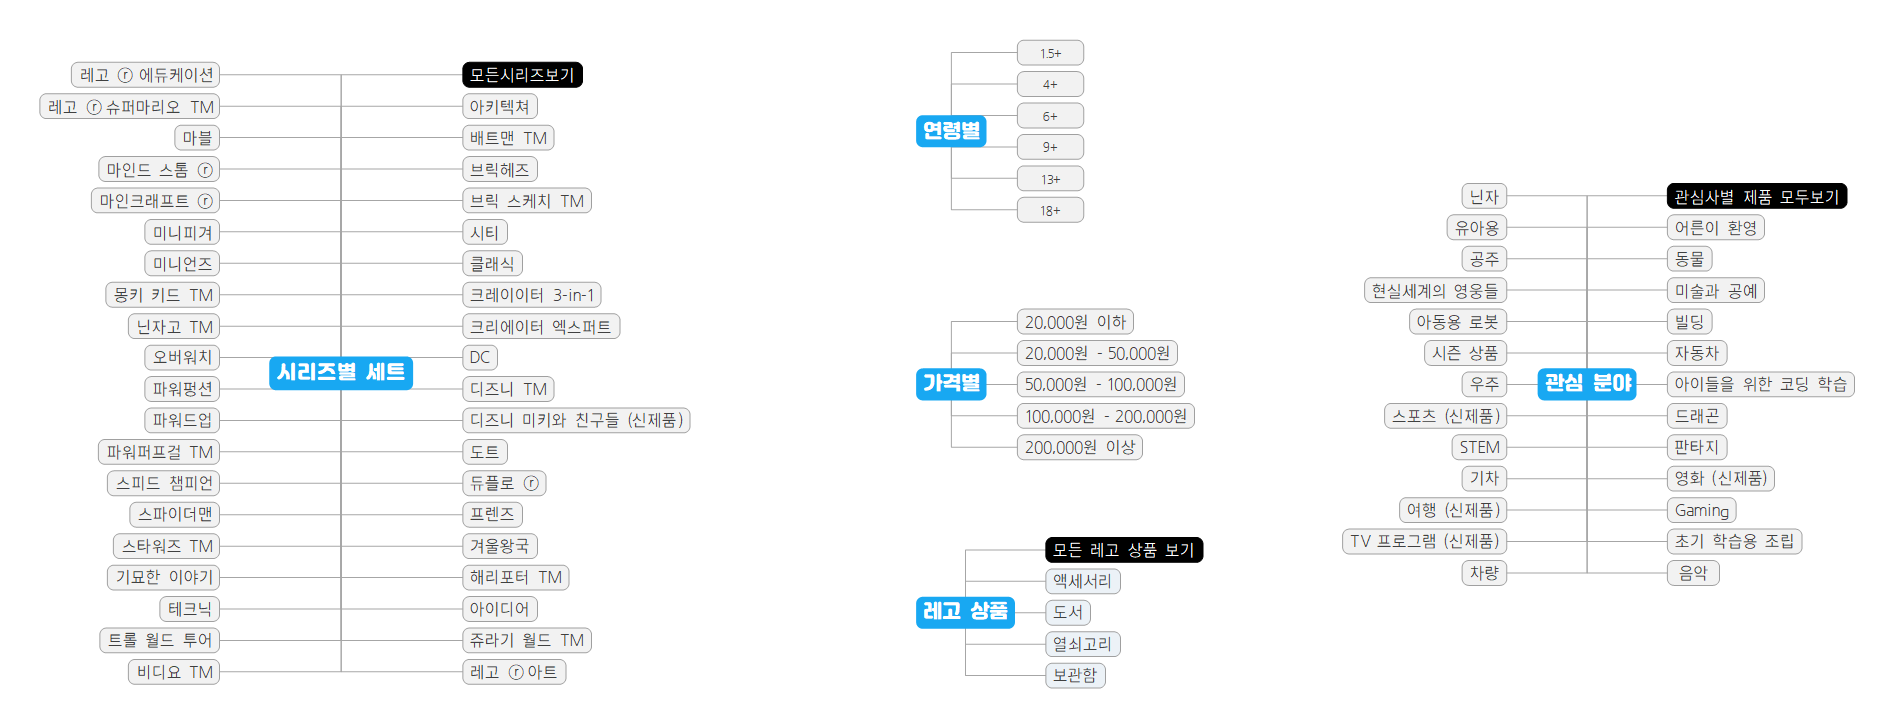 레고 ⓡ 에듀케이션
레고 ⓡ 슈퍼마리오 TM
마블
마인드 스톰 ⓡ
마인크래프트 ⓡ
미니피겨
미니언즈
몽키 키드 TM
닌자고 TM
오버워치
파워펑션
파워드업
파워퍼프걸 TM
스피드 챔피언
스파이더맨
스타워즈 TM
기묘한 이야기
테크닉
트롤 월드 투어
비디요 TM
시리즈별 세트
모든시리즈보기
아키텍쳐
배트맨 TM
브릭헤즈
브릭 스케치 TM
시티
클래식
크레이이터 3-in-1
크리에이터 엑스퍼트
DC
디즈니 TM
디즈니 미키와 친구들 (신제품)
도트
듀플로 ⓡ
프렌즈
겨울왕국
해리포터 TM
아이디어
쥬라기 월드 TM
레고 ⓡ 아트
연령별
1.5+
4+
6+
9+
13+
18+
가격별
20,000원 이하
20,000원 - 50,000원
50,000원 - 100,000원
100,000원 - 200,000원
200,000원 이상
레고 상품
모든 레고 상품 보기
액세서리
도서
열쇠고리
보관함
닌자
유아용
공주
현실세계의 영웅들
아동용 로봇
시즌 상품
우주
스포츠 (신제품)
STEM
기차
여행 (신제품)
TV 프로그램 (신제품)
차량
관심 분야
관심사별 제품 모두보기
어른이 환영
동물
미술과 공예
빌딩
자동차
아이들을 위한 코딩 학습
드래곤
판타지
영화 (신제품)
Gaming
초기 학습용 조립
음악